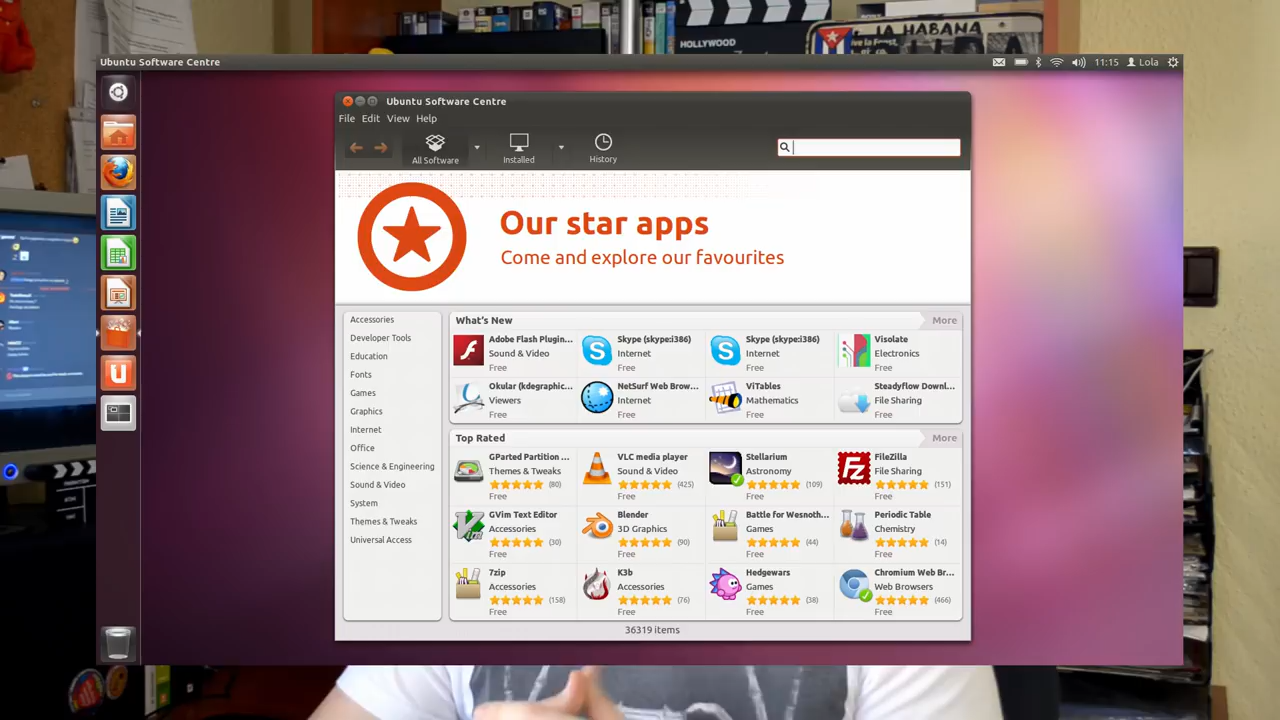 HOLLYWOOD
LA HABANA
Ubuntu Software Centre
11:15
Lola
Ubuntu Software Centre
File Edit View Help
All Software
Installed
History
Our star apps
Come and explore our favourites
Accessories
Developer Tools
Education
Fonts
Games
Graphics
Internet
Office
Science & Engineering
Sound & Video
System
Themes & Tweaks
Universal Access
What's New
More
Adobe Flash Plugin...
Sound & Video
Free
Skype (skype:i386)
Internet
Free
Skype (skype:i386)
Internet
Free
Visolate
Electronics
Free
Okular (kdegraphic...
Viewers
Free
NetSurf Web Brow...
Internet
Free
ViTables
Mathematics
Free
Steadyflow Downl...
File Sharing
Free
Top Rated
More
GParted Partition ...
Themes & Tweaks
(80)
Free
VLC media player
Sound & Video
(425)
Free
Stellarium
Astronomy
(109)
Free
FileZilla
File Sharing
(151)
Free
GVim Text Editor
Accessories
(30)
Free
Blender
3D Graphics
(90)
Free
Battle for Wesnoth...
Games
(44)
Free
Periodic Table
Chemistry
(14)
Free
7zip
Accessories
(158)
Free
K3b
Accessories
(76)
Free
Hedgewars
Games
(38)
Free
Chromium Web Br...
Web Browsers
(466)
Free
36319 items